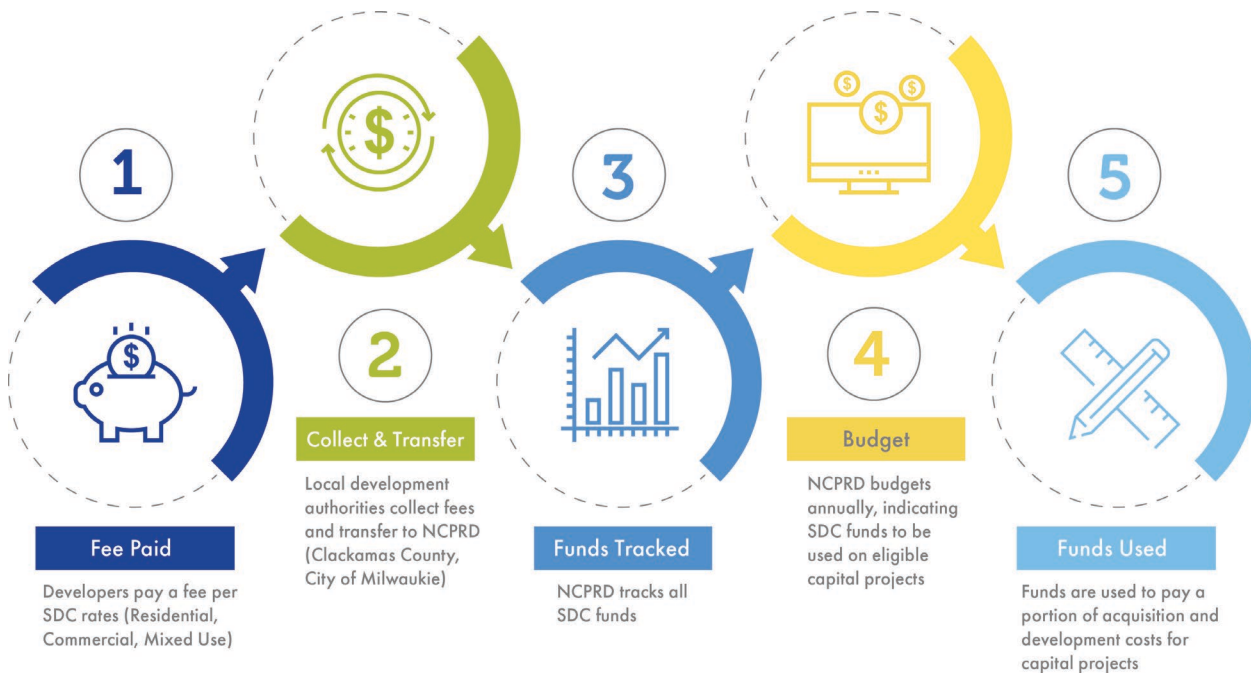 1
$
Fee Paid
Developers pay a fee per
SDC rates (Residential,
Commercial, Mixed Use)
$
2
Collect & Transfer
Local development
authorities collect fees
and transfer to NCPRD
(Clackamas County,
City of Milwaukie)
3
Funds Tracked
NCPRD tracks all
SDC funds
$ $ $
4
Budget
NCPRD budgets
annually, indicating
SDC funds to be
used on eligible
capital projects
5
Funds Used
Funds are used to pay a
portion of acquisition and
development costs for
capital projects